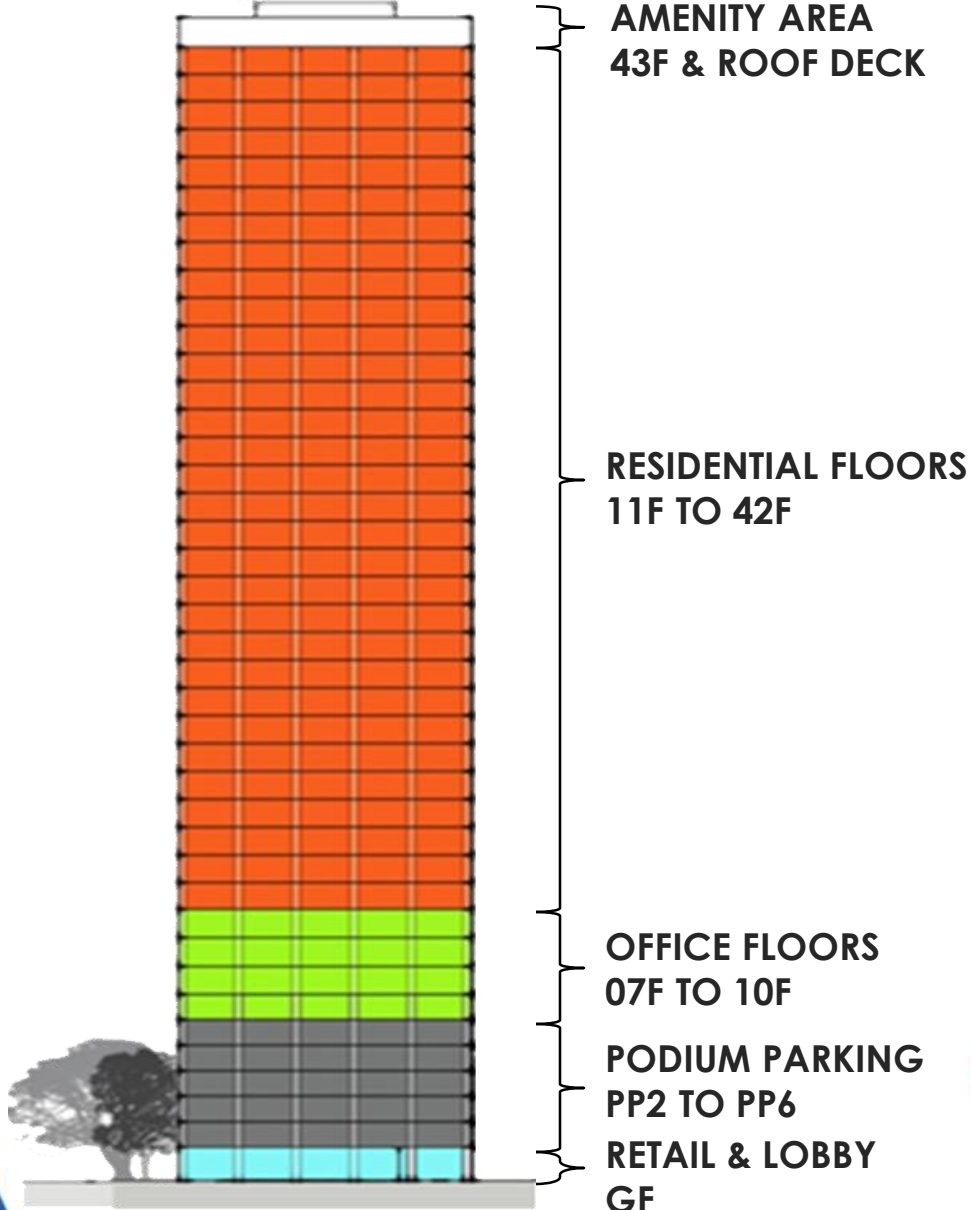 AMENITY AREA
43F & ROOF DECK
RESIDENTIAL FLOORS
11F TO 42F
OFFICE FLOORS
07F TO 10F
PODIUM PARKING
PP2 TO PP6
RETAIL & LOBBY
GF